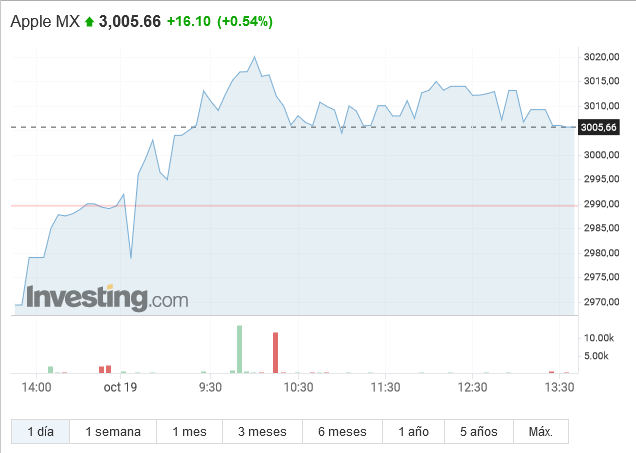 Apple MX 3,005.66 +16.10 (+0.54%)
3020,00
3015,00
3010,00
3005,66
3000,00
2995,00
2990,00
2985,00
2980,00
2975,00
2970,00
Investing.com
10.00k
5.00k
14:00 oct 19 9:30 10:30 11:30 12:30 13:30
1 día 1 semana 1 mes 3 meses 6 meses 1 año 5 años Máx.